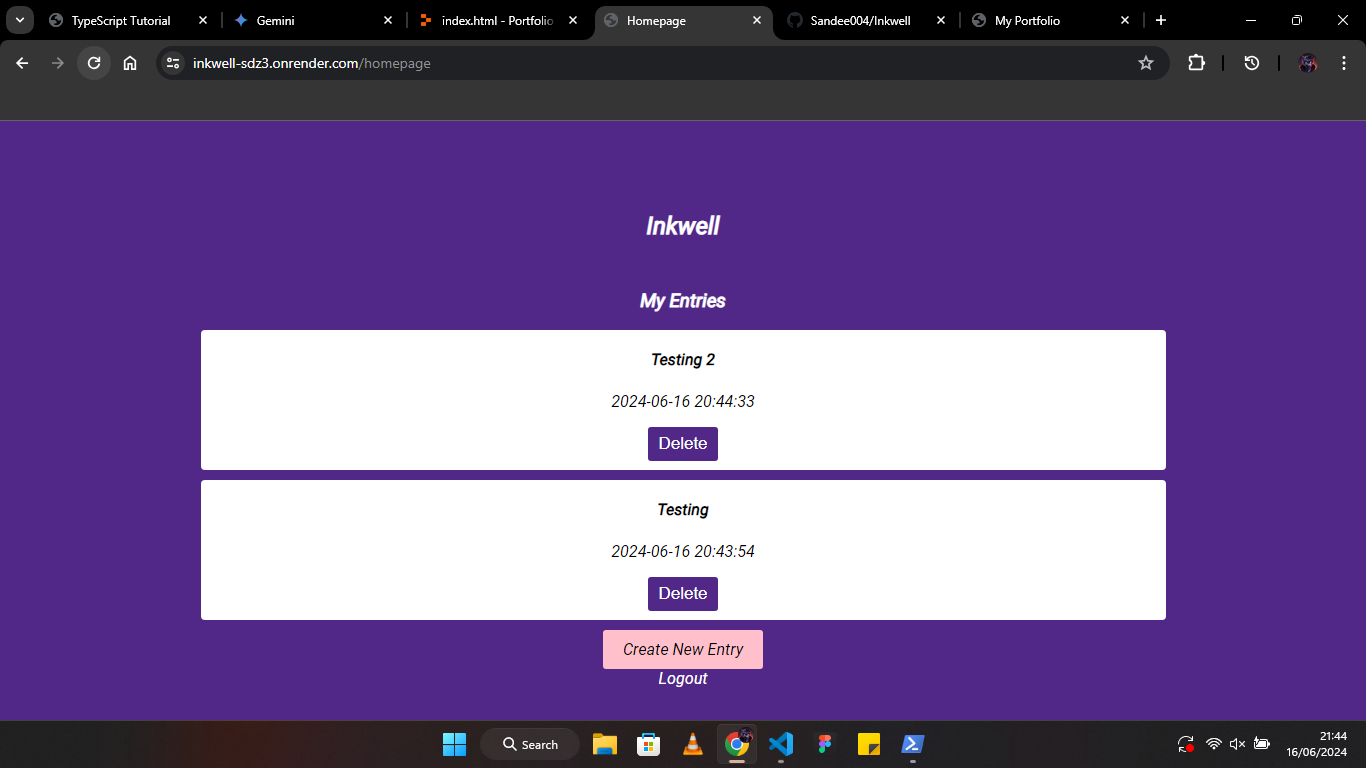 TypeScript Tutorial
Gemini
index.html - Portfolio
Homepage
Sandee004/Inkwell
My Portfolio
inkwell-sdz3.onrender.com/homepage
Inkwell
My Entries
Testing 2
2024-06-16 20:44:33
Delete
Testing
2024-06-16 20:43:54
Delete
Create New Entry
Logout
Search
21:44
16/06/2024